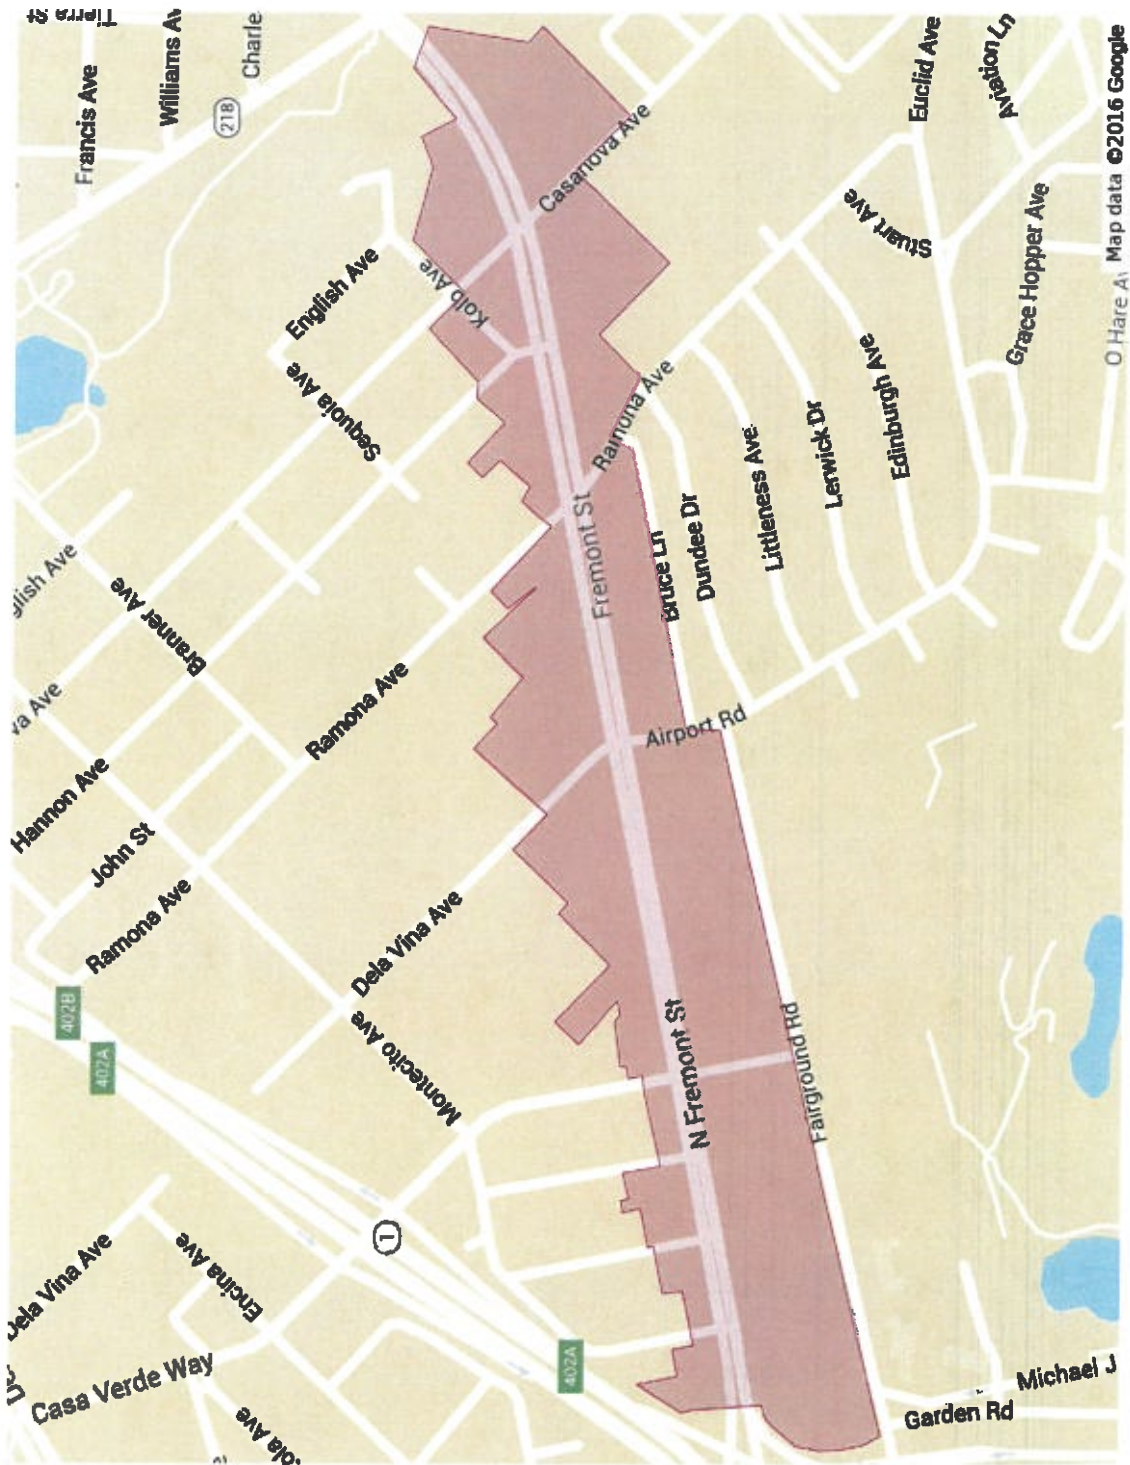 Tierra St
Francis Ave
Williams Av
218
Charle
Euclid Ave
Aviation Ln
Map data ©2016 Google
Casanova Ave
Stuart Ave
Grace Hopper Ave
O Hare Av
English Ave
Kolb Ave
Sequoia Ave
Ramona Ave
Edinburgh Ave
Lerwick Dr
Littleness Ave
Dundee Dr
Bruce Ln
Fremont St
glish Ave
Branner Ave
va Ave
Ramona Ave
Airport Rd
Hannon Ave
John St
Ramona Ave
Dela Vina Ave
402B
402A
Montecito Ave
N Fremont St
Fairground Rd
1
Dela Vina Ave
Encina Ave
Casa Verde Way
402A
Michael J
Garden Rd
ola Ave